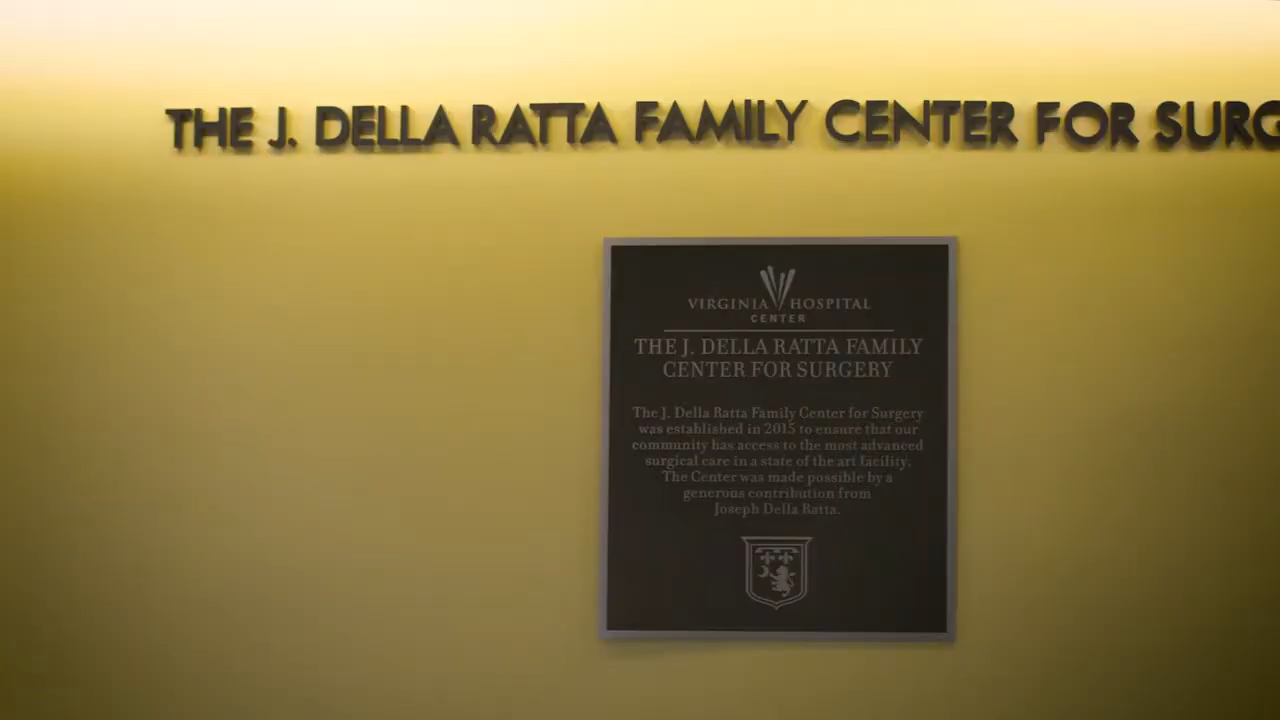 THE J. DELLA RATTA FAMILY CENTER FOR SURG
VIRGINIA HOSPITAL
CENTER
THE J. DELLA RATTA FAMILY
CENTER FOR SURGERY
The J. Della Ratta Family Center for Surgery
was established in 2015 to ensure that our
community has access to the most advanced
surgical care in a state of the art facility.
The Center was made possible by a
generous contribution from
Joseph Della Ratta.